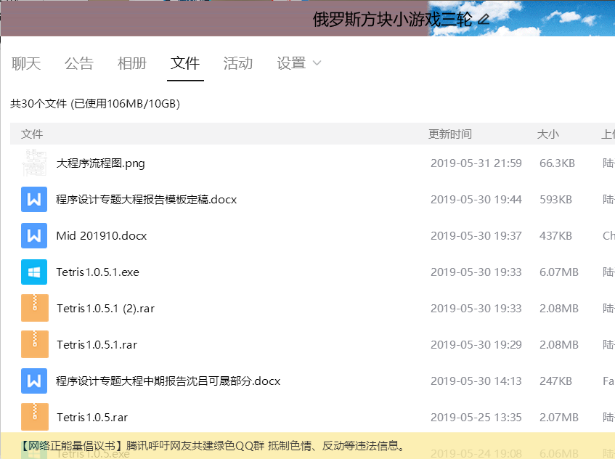 俄罗斯方块小游戏三轮
聊天 公告 相册 文件 活动 设置
共30个文件 (已使用106MB/10GB)
文件 更新时间 大小 上
大程序流程图.png 2019-05-31 21:59 66.3KB 陆
程序设计专题大程报告模板定稿.docx 2019-05-30 19:44 593KB 陆
Mid 201910.docx 2019-05-30 19:37 437KB Ch
Tetris1.0.5.1.exe 2019-05-30 19:33 6.07MB 陆
Tetris1.0.5.1 (2).rar 2019-05-30 19:33 2.08MB 陆
Tetris1.0.5.1.rar 2019-05-30 19:29 2.08MB 陆
程序设计专题大程中期报告沈吕可晟部分.docx 2019-05-30 14:13 247KB Fa
Tetris1.0.5.rar 2019-05-25 13:35 2.07MB 陆
【网络正能量倡议书】腾讯呼吁网友共建绿色QQ群 抵制色情、反动等违法信息。
Tetris1.0.5.exe 6.06MB